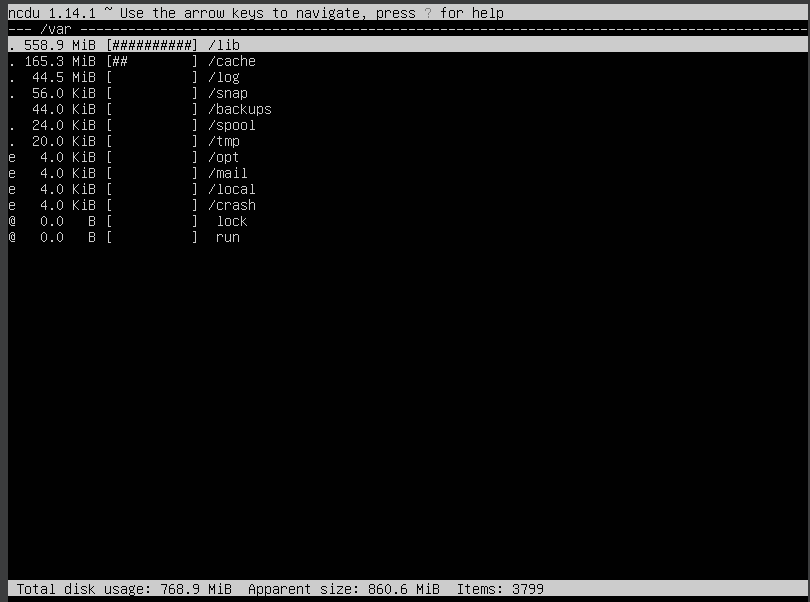 ncdu 1.14.1 ~ Use the arrow keys to navigate, press ? for help
--- /var -------------------------------------------------------------------------------------------
. 558.9 MiB [##########] /lib
. 165.3 MiB [##        ] /cache
.  44.5 MiB [          ] /log
.  56.0 KiB [          ] /snap
   44.0 KiB [          ] /backups
.  24.0 KiB [          ] /spool
.  20.0 KiB [          ] /tmp
e   4.0 KiB [          ] /opt
e   4.0 KiB [          ] /mail
e   4.0 KiB [          ] /local
e   4.0 KiB [          ] /crash
@   0.0   B [          ]  lock
@   0.0   B [          ]  run
Total disk usage: 768.9 MiB  Apparent size: 860.6 MiB  Items: 3799